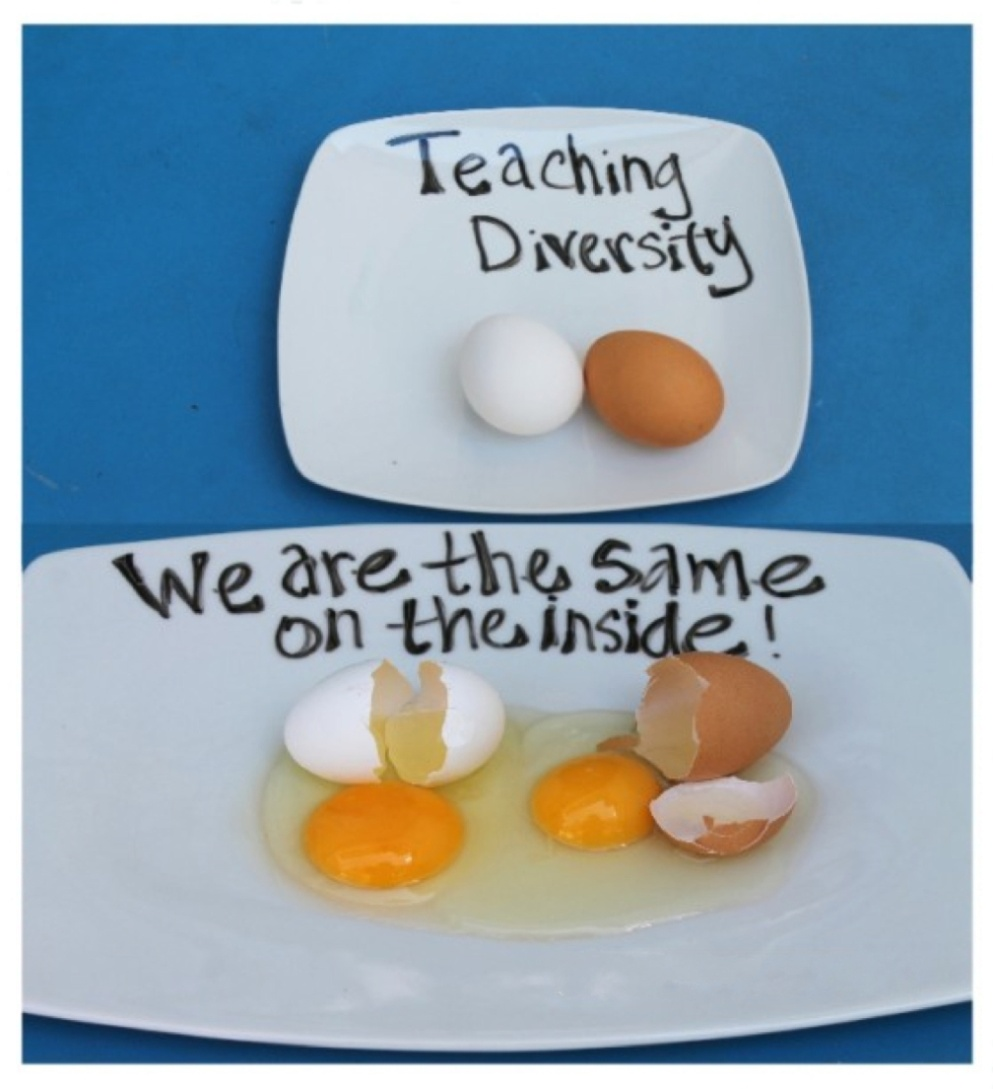 Teaching
Diversity
We are the same
on the inside!